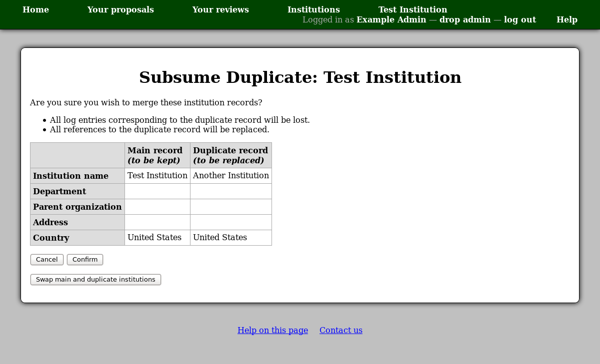 Home Your proposals Your reviews Institutions Test Institution
Logged in as Example Admin — drop admin — log out Help
Subsume Duplicate: Test Institution
Are you sure you wish to merge these institution records?
• All log entries corresponding to the duplicate record will be lost.
• All references to the duplicate record will be replaced.
Main record Duplicate record
(to be kept) (to be replaced)
Institution name Test Institution Another Institution
Department
Parent organization
Address
Country United States United States
Cancel Confirm
Swap main and duplicate institutions
Help on this page Contact us